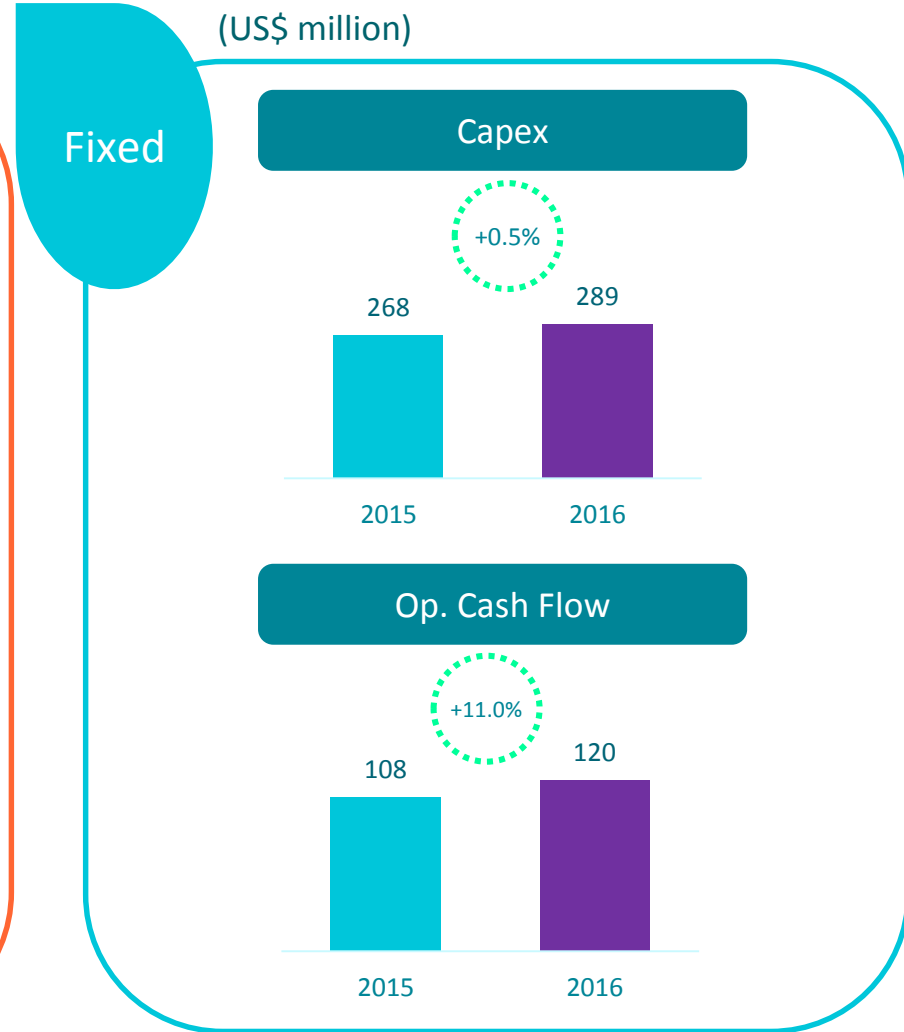 (US$ million)
Fixed
Capex
+0.5%
268
289
2015
2016
Op. Cash Flow
+11.0%
108
120
2015
2016